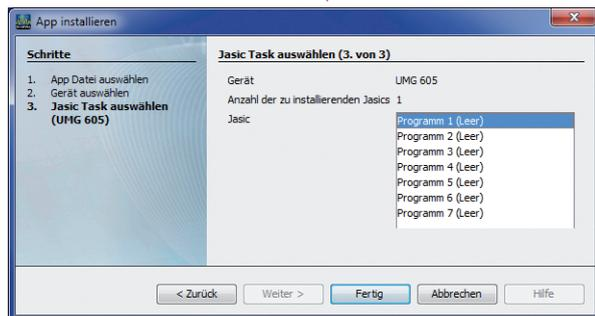 App installieren
Schritte
1. App Datei auswählen
2. Gerät auswählen
3. Jasic Task auswählen
(UMG 605)
Jasic Task auswählen (3. von 3)
Gerät UMG 605
Anzahl der zu installierenden Jasics 1
Jasic
Programm 1 (Leer)
Programm 2 (Leer)
Programm 3 (Leer)
Programm 4 (Leer)
Programm 5 (Leer)
Programm 6 (Leer)
Programm 7 (Leer)
< Zurück Weiter > Fertig Abbrechen Hilfe